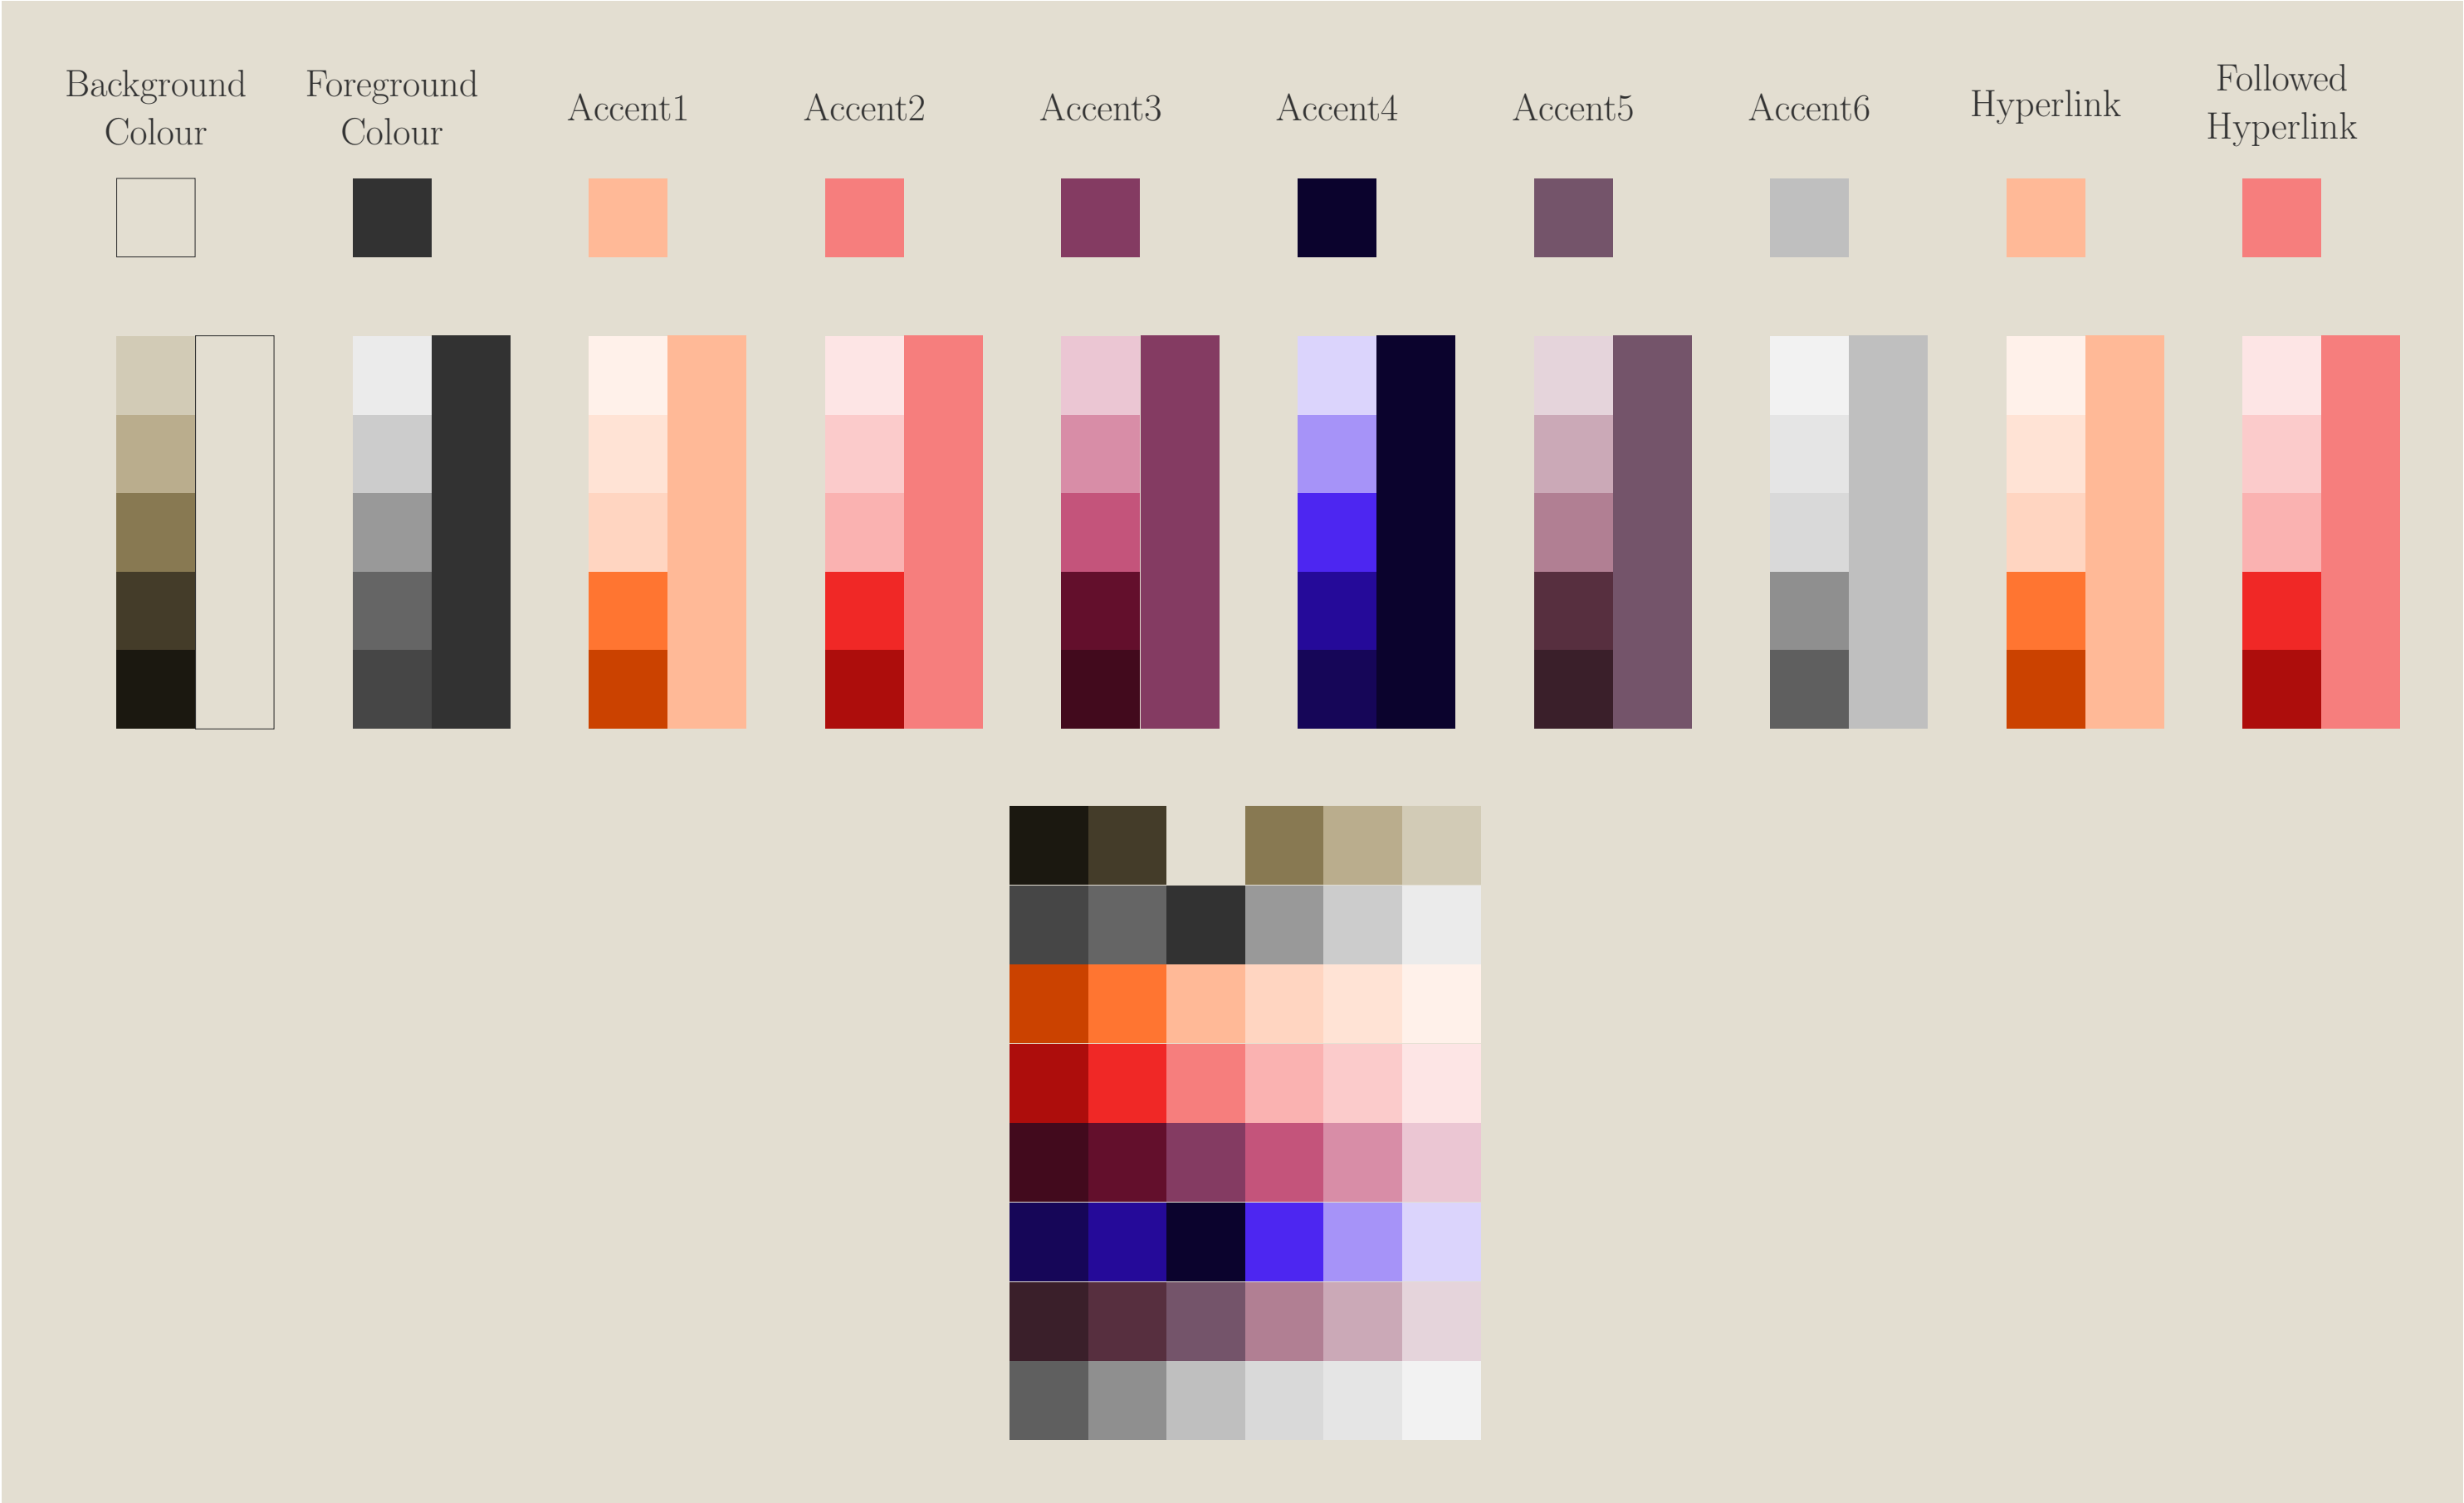 Background
Colour
Foreground
Colour
Accent1
Accent2
Accent3
Accent4
Accent5
Accent6
Hyperlink
Followed
Hyperlink